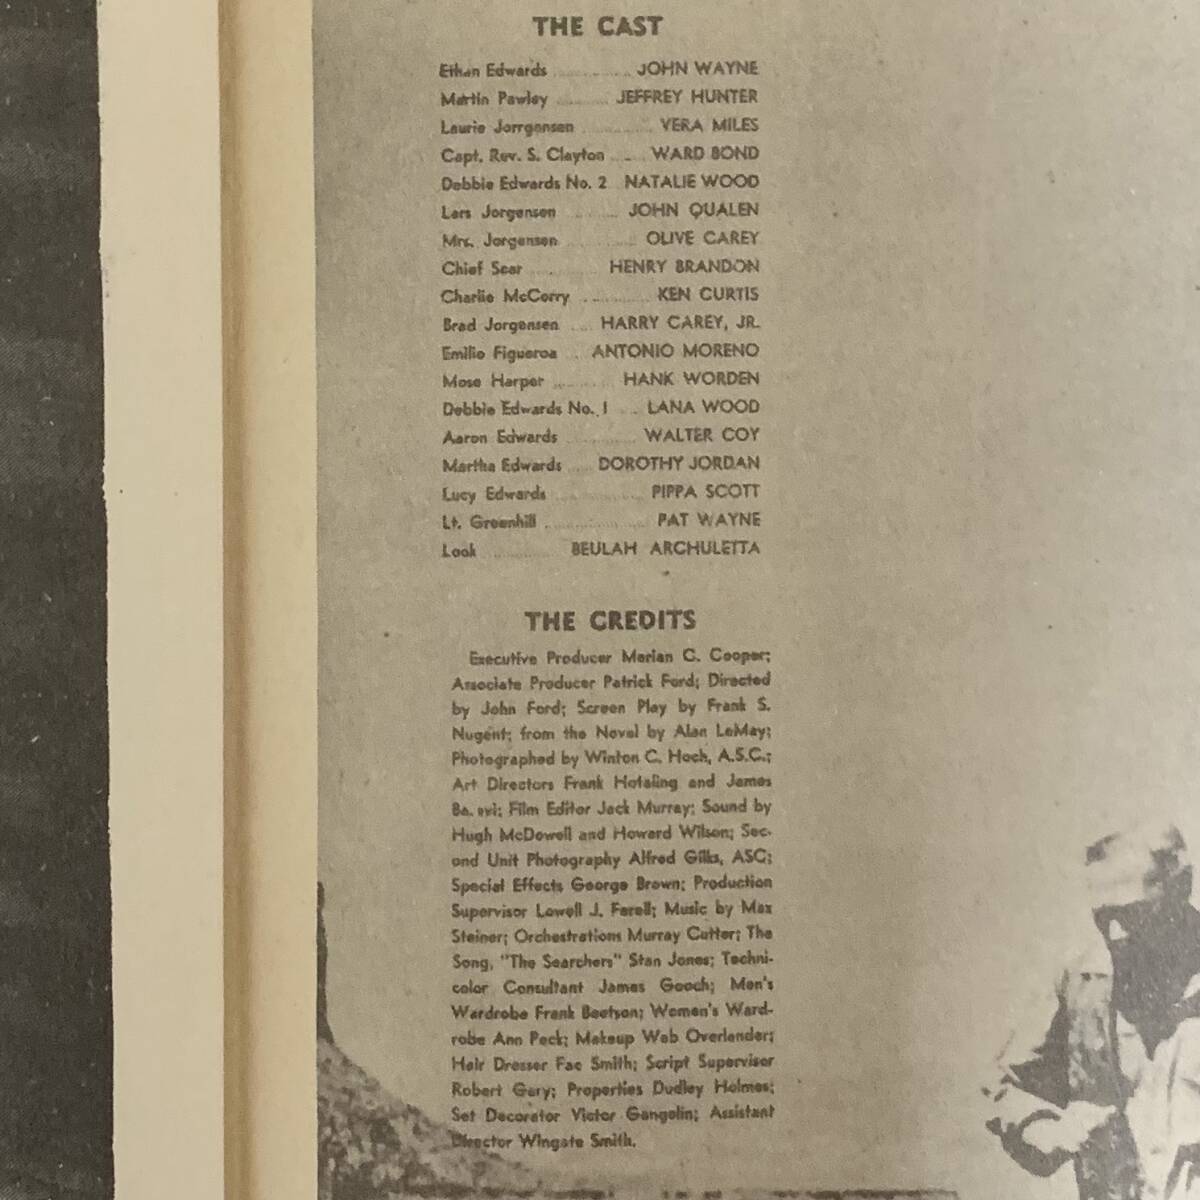 THE CAST
Ethan Edwards JOHN WAYNE
Martin Pawley JEFFREY HUNTER
Laurie Jorrgensen VERA MILES
Capt. Rev. S. Clayton WARD BOND
Debbie Edwards No. 2 NATALIE WOOD
Lars Jorgensen JOHN QUALEN
Mrs. Jorgensen OLIVE CAREY
Chief Scar HENRY BRANDON
Charlie McCorry KEN CURTIS
Brad Jorgensen HARRY CAREY, JR.
Emilio Figueroa ANTONIO MORENO
Mose Harper HANK WORDEN
Debbie Edwards No. 1 LANA WOOD
Aaron Edwards WALTER COY
Martha Edwards DOROTHY JORDAN
Lucy Edwards PIPPA SCOTT
Lt. Greenhill PAT WAYNE
Look BEULAH ARCHULETTA
THE CREDITS
Executive Producer Merian C. Cooper;
Associate Producer Patrick Ford; Directed
by John Ford; Screen Play by Frank S.
Nugent; from the Novel by Alan LeMay;
Photographed by Winton C. Hoch, A.S.C.;
Art Directors Frank Hotaling and James
Film Editor Jack Murray; Sound by
Hugh McDowell and Howard Wilson; Sec-
ond Unit Photography Alfred Gilks, ASC;
Special Effects George Brown; Production
Supervisor Lowell J. Farell; Music by Max
Steiner; Orchestrations Murray Cutter; The
Song, "The Searchers" Stan Jones; Techni-
color Consultant James Gooch; Men's
Wardrobe Frank Beetson; Women's Ward-
robe Ann Peck; Makeup Web Overlander;
Hair Dresser Fae Smith; Script Supervisor
Robert Gary; Properties Dudley Holmes;
Set Decorator Victor Gangelin; Assistant
Director Wingate Smith.